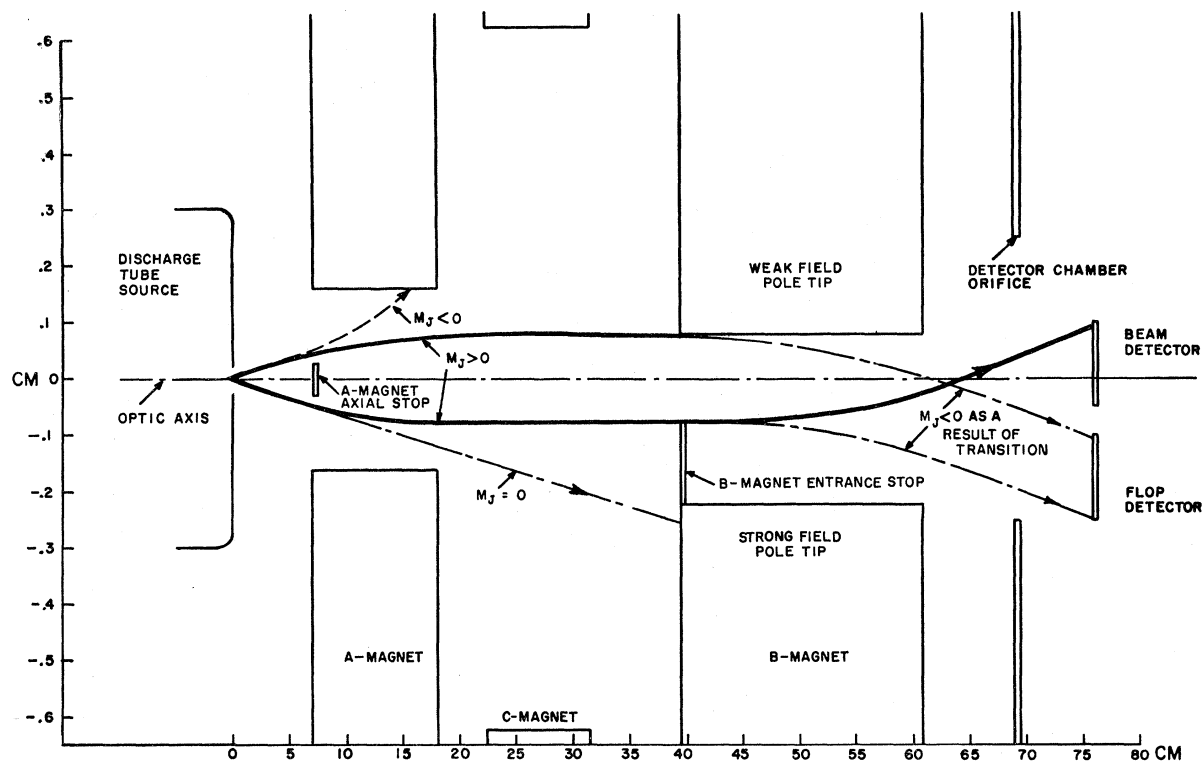 .6
.5
.4
.3
.2
.1
CM 0
-.1
-.2
-.3
-.4
-.5
-.6
DISCHARGE
TUBE
SOURCE
OPTIC AXIS
M_J < 0
M_J > 0
A-MAGNET
AXIAL STOP
M_J = 0
WEAK FIELD
POLE TIP
DETECTOR CHAMBER
ORIFICE
BEAM
DETECTOR
M_J < 0 AS A
RESULT OF
TRANSITION
B-MAGNET ENTRANCE STOP
FLOP
DETECTOR
STRONG FIELD
POLE TIP
A-MAGNET
B-MAGNET
C-MAGNET
0 5 10 15 20 25 30 35 40 45 50 55 60 65 70 75 80 CM